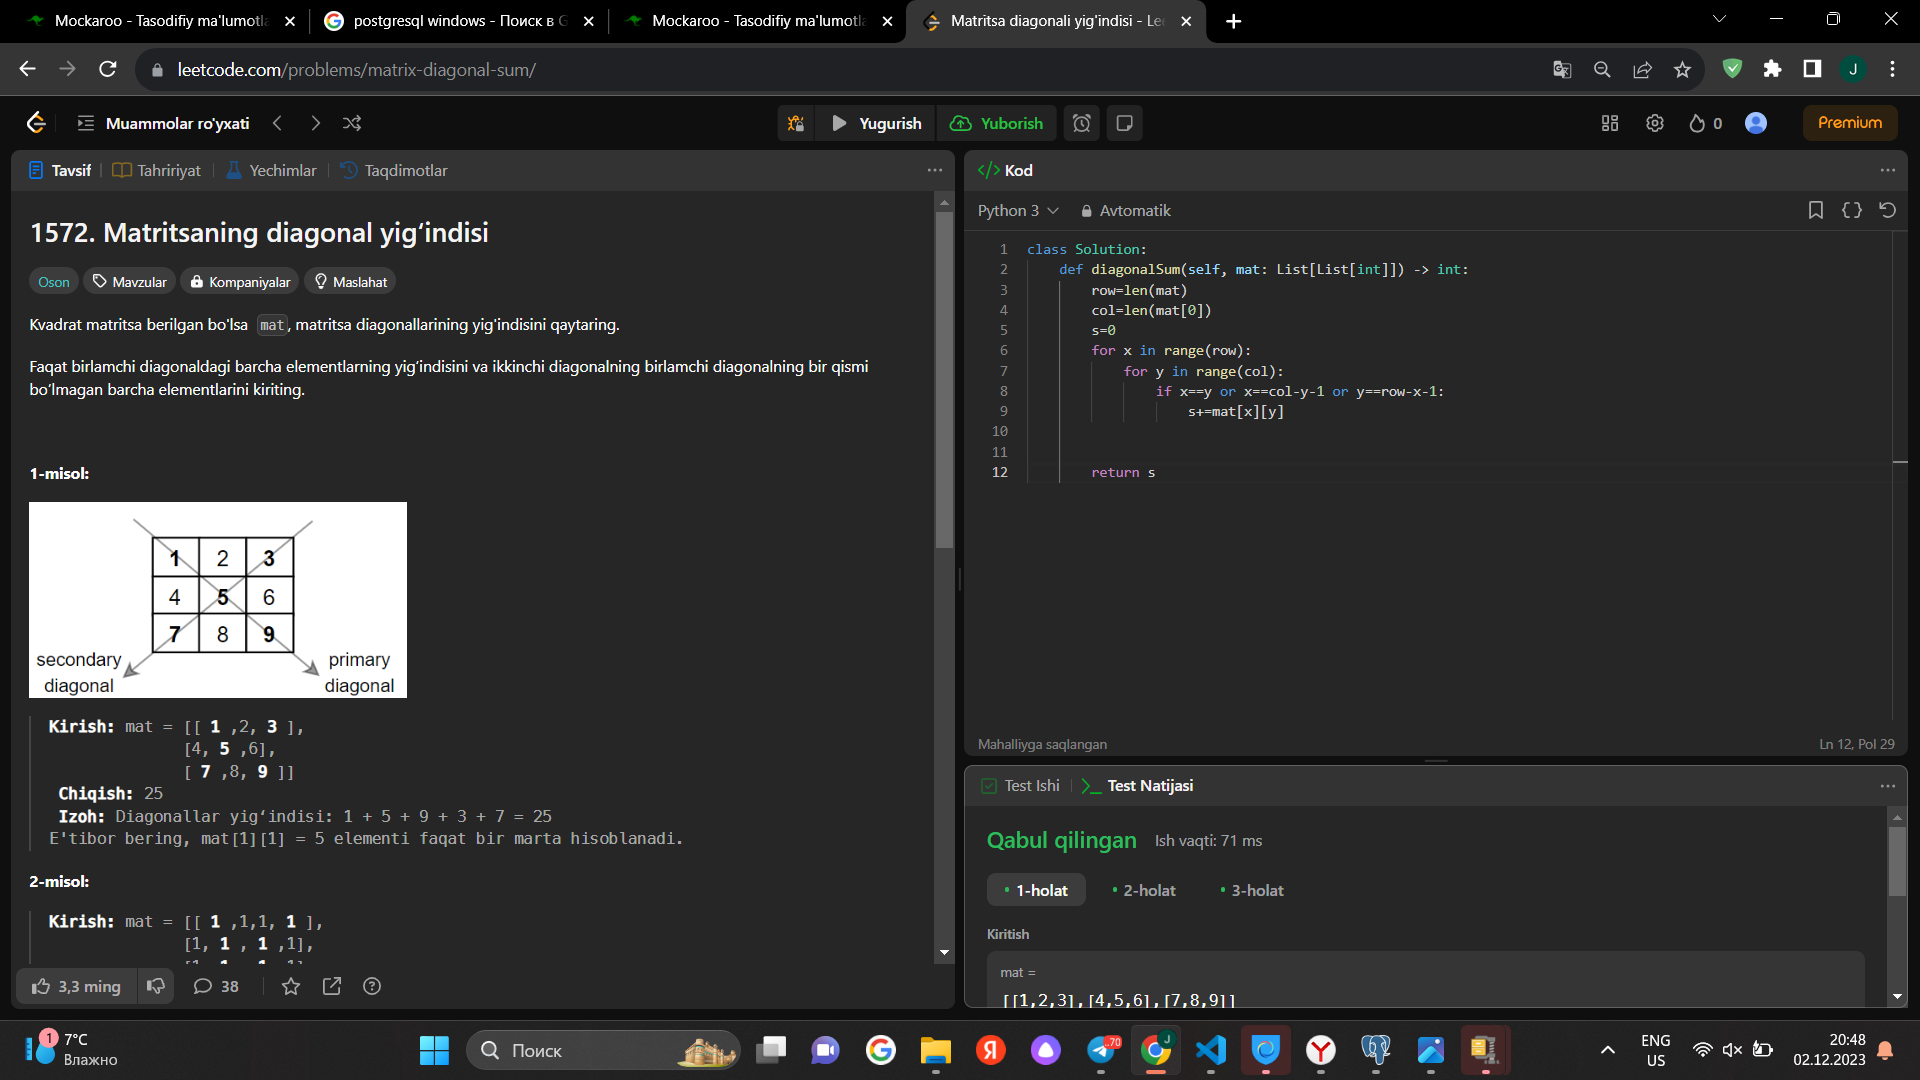 Mockaroo - Tasodifiy ma'lumotla
postgresql windows - Поиск в G
Mockaroo - Tasodifiy ma'lumotla
Matritsa diagonali yig'indisi - Lee
leetcode.com/problems/matrix-diagonal-sum/
J
Muammolar ro'yxati
Yugurish
Yuborish
0
Premium
Tavsif
Tahririyat
Yechimlar
Taqdimotlar
1572. Matritsaning diagonal yigʻindisi
Oson
Mavzular
Kompaniyalar
Maslahat
Kvadrat matritsa berilgan bo'lsa mat, matritsa diagonallarining yig'indisini qaytaring.
Faqat birlamchi diagonaldagi barcha elementlarning yigʻindisini va ikkinchi diagonalning birlamchi diagonalning bir qismi
boʻlmagan barcha elementlarini kiriting.
1-misol:
1 2 3
4 5 6
7 8 9
secondary
diagonal
primary
diagonal
Kirish: mat = [[ 1 ,2, 3 ],
[4, 5 ,6],
[ 7 ,8, 9 ]]
Chiqish: 25
Izoh: Diagonallar yigʻindisi: 1 + 5 + 9 + 3 + 7 = 25
E'tibor bering, mat[1][1] = 5 elementi faqat bir marta hisoblanadi.
2-misol:
Kirish: mat = [[ 1 ,1,1, 1 ],
[1, 1 , 1 ,1],
3,3 ming
38
</> Kod
Python 3
Avtomatik
1 class Solution:
2 def diagonalSum(self, mat: List[List[int]]) -> int:
3 row=len(mat)
4 col=len(mat[0])
5 s=0
6 for x in range(row):
7 for y in range(col):
8 if x==y or x==col-y-1 or y==row-x-1:
9 s+=mat[x][y]
10
11
12 return s
Mahalliyga saqlangan
Ln 12, Pol 29
Test Ishi
Test Natijasi
Qabul qilingan
Ish vaqti: 71 ms
1-holat
2-holat
3-holat
Kiritish
mat =
[[1,2,3],[4,5,6],[7,8,9]]
1
7°C
Влажно
Поиск
70
J
ENG
US
20:48
02.12.2023